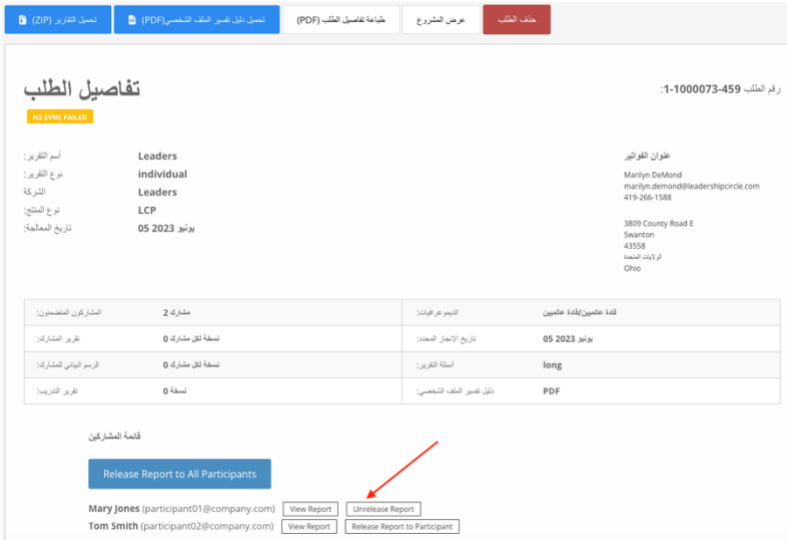 تحميل التقارير (ZIP)
تحميل دليل تفسير الملف الشخصي(PDF)
طباعة تفاصيل الطلب (PDF)
عرض المشروع
حذف الطلب
تفاصيل الطلب
رقم الطلب 459-1000073-1:
NS SYNC FAILED
أسم التقرير: Leaders
نوع التقرير: individual
الشركة Leaders
نوع المنتج: LCP
تاريخ المعالجة: 05 يونيو 2023
عنوان الفواتير
Marilyn DeMond
marilyn.demond@leadershipcircle.com
419-266-1588
3809 County Road E
Swanton
43558
الولايات المتحدة
Ohio
المشاركون المتضمنون: 2 مشارك الديموغرافيات: قادة عالميين/قادة عالميين
تقرير المشارك: 0 نسخة لكل مشارك تاريخ الإنجاز المحدد: 05 يونيو 2023
الرسم البياني للمشارك: 0 نسخة لكل مشارك أسئلة التقرير: long
تقرير التدريب: 0 نسخة دليل تفسير الملف الشخصي: PDF
قائمة المشاركين
Release Report to All Participants
Mary Jones (participant01@company.com) View Report Unrelease Report
Tom Smith (participant02@company.com) View Report Release Report to Participant